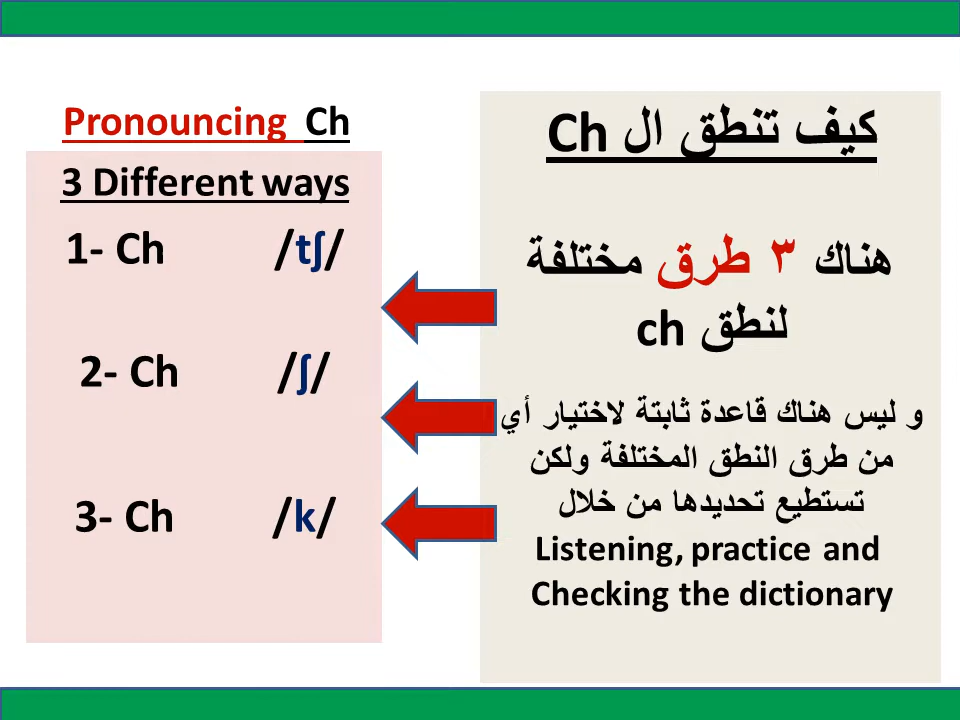 Pronouncing Ch
3 Different ways
1- Ch /tʃ/
2- Ch /ʃ/
3- Ch /k/
كيف تنطق ال Ch
هناك ٣ طرق مختلفة
لنطق ch
و ليس هناك قاعدة ثابتة لاختيار أي
من طرق النطق المختلفة ولكن
تستطيع تحديدها من خلال
Listening, practice and
Checking the dictionary